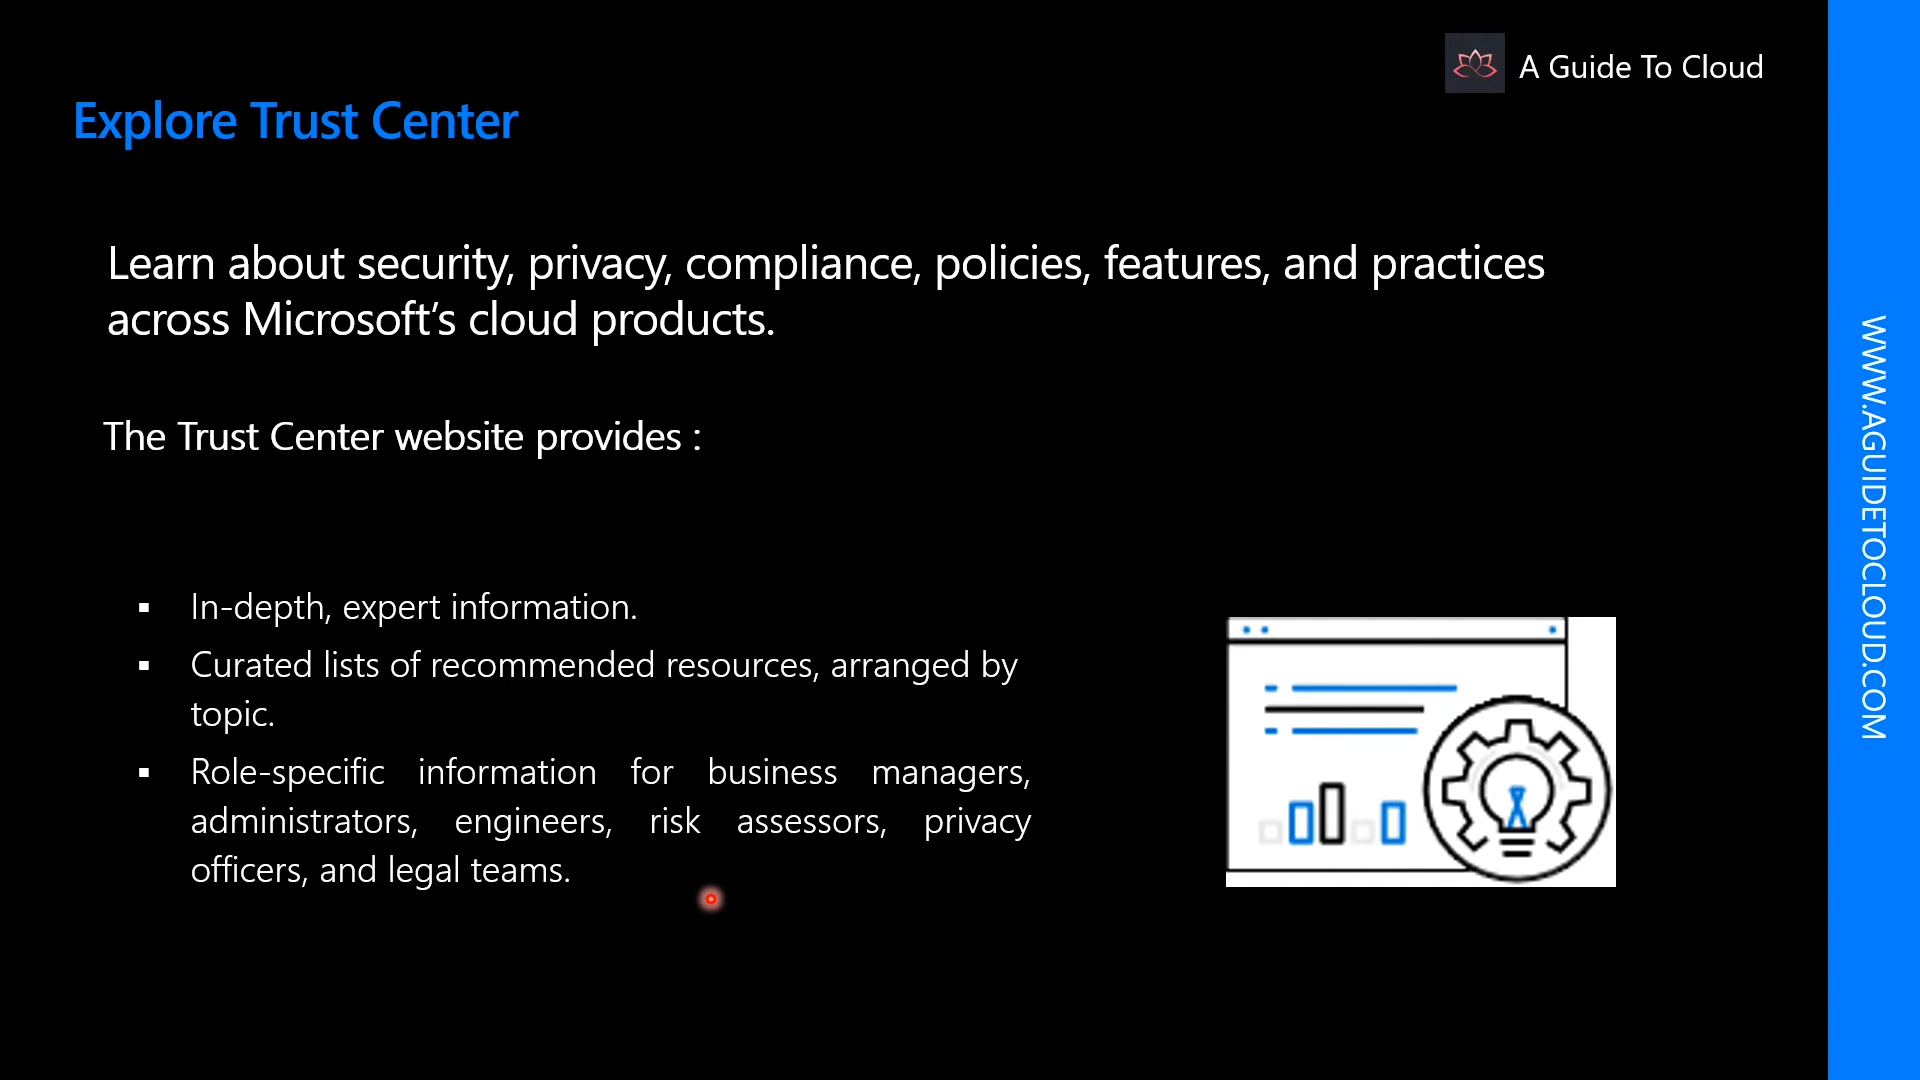 A Guide To Cloud
Explore Trust Center
Learn about security, privacy, compliance, policies, features, and practices
across Microsoft’s cloud products.
The Trust Center website provides :
▪ In-depth, expert information.
▪ Curated lists of recommended resources, arranged by
topic.
▪ Role-specific information for business managers,
administrators, engineers, risk assessors, privacy
officers, and legal teams.
WWW.AGUIDETOCLOUD.COM